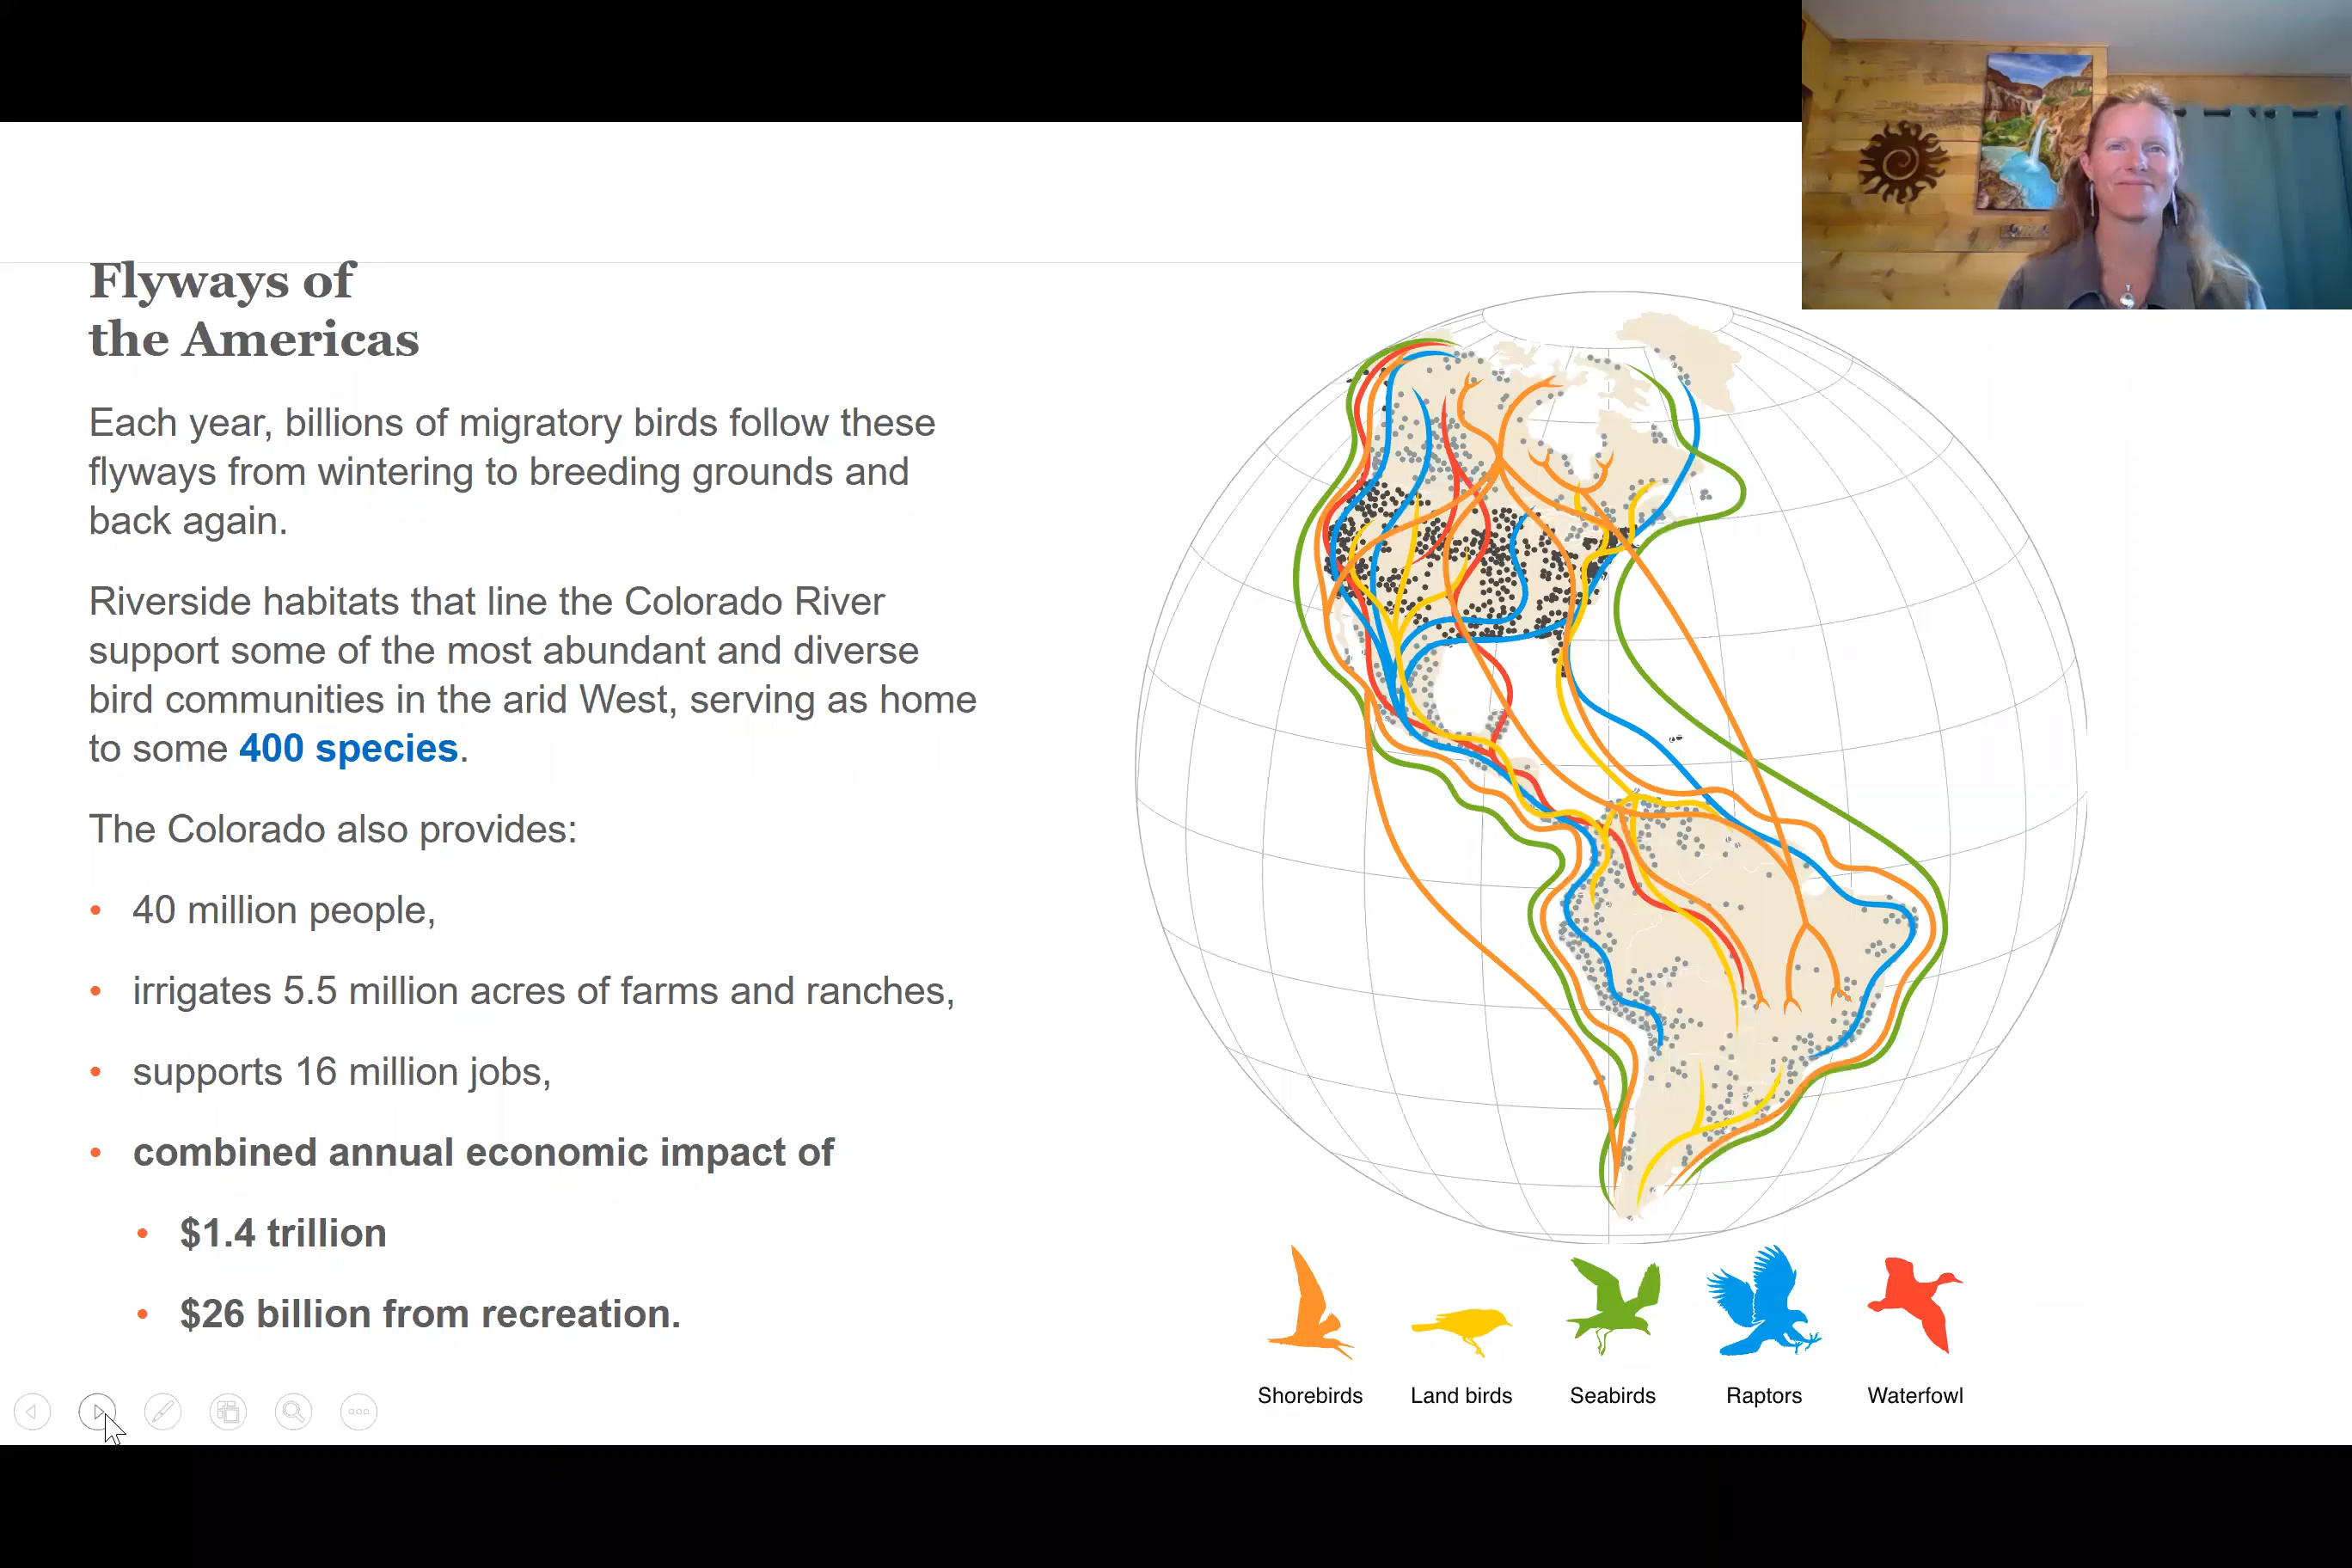 Flyways of
the Americas
Each year, billions of migratory birds follow these
flyways from wintering to breeding grounds and
back again.
Riverside habitats that line the Colorado River
support some of the most abundant and diverse
bird communities in the arid West, serving as home
to some 400 species.
The Colorado also provides:
• 40 million people,
• irrigates 5.5 million acres of farms and ranches,
• supports 16 million jobs,
• combined annual economic impact of
• $1.4 trillion
• $26 billion from recreation.
Shorebirds
Land birds
Seabirds
Raptors
Waterfowl